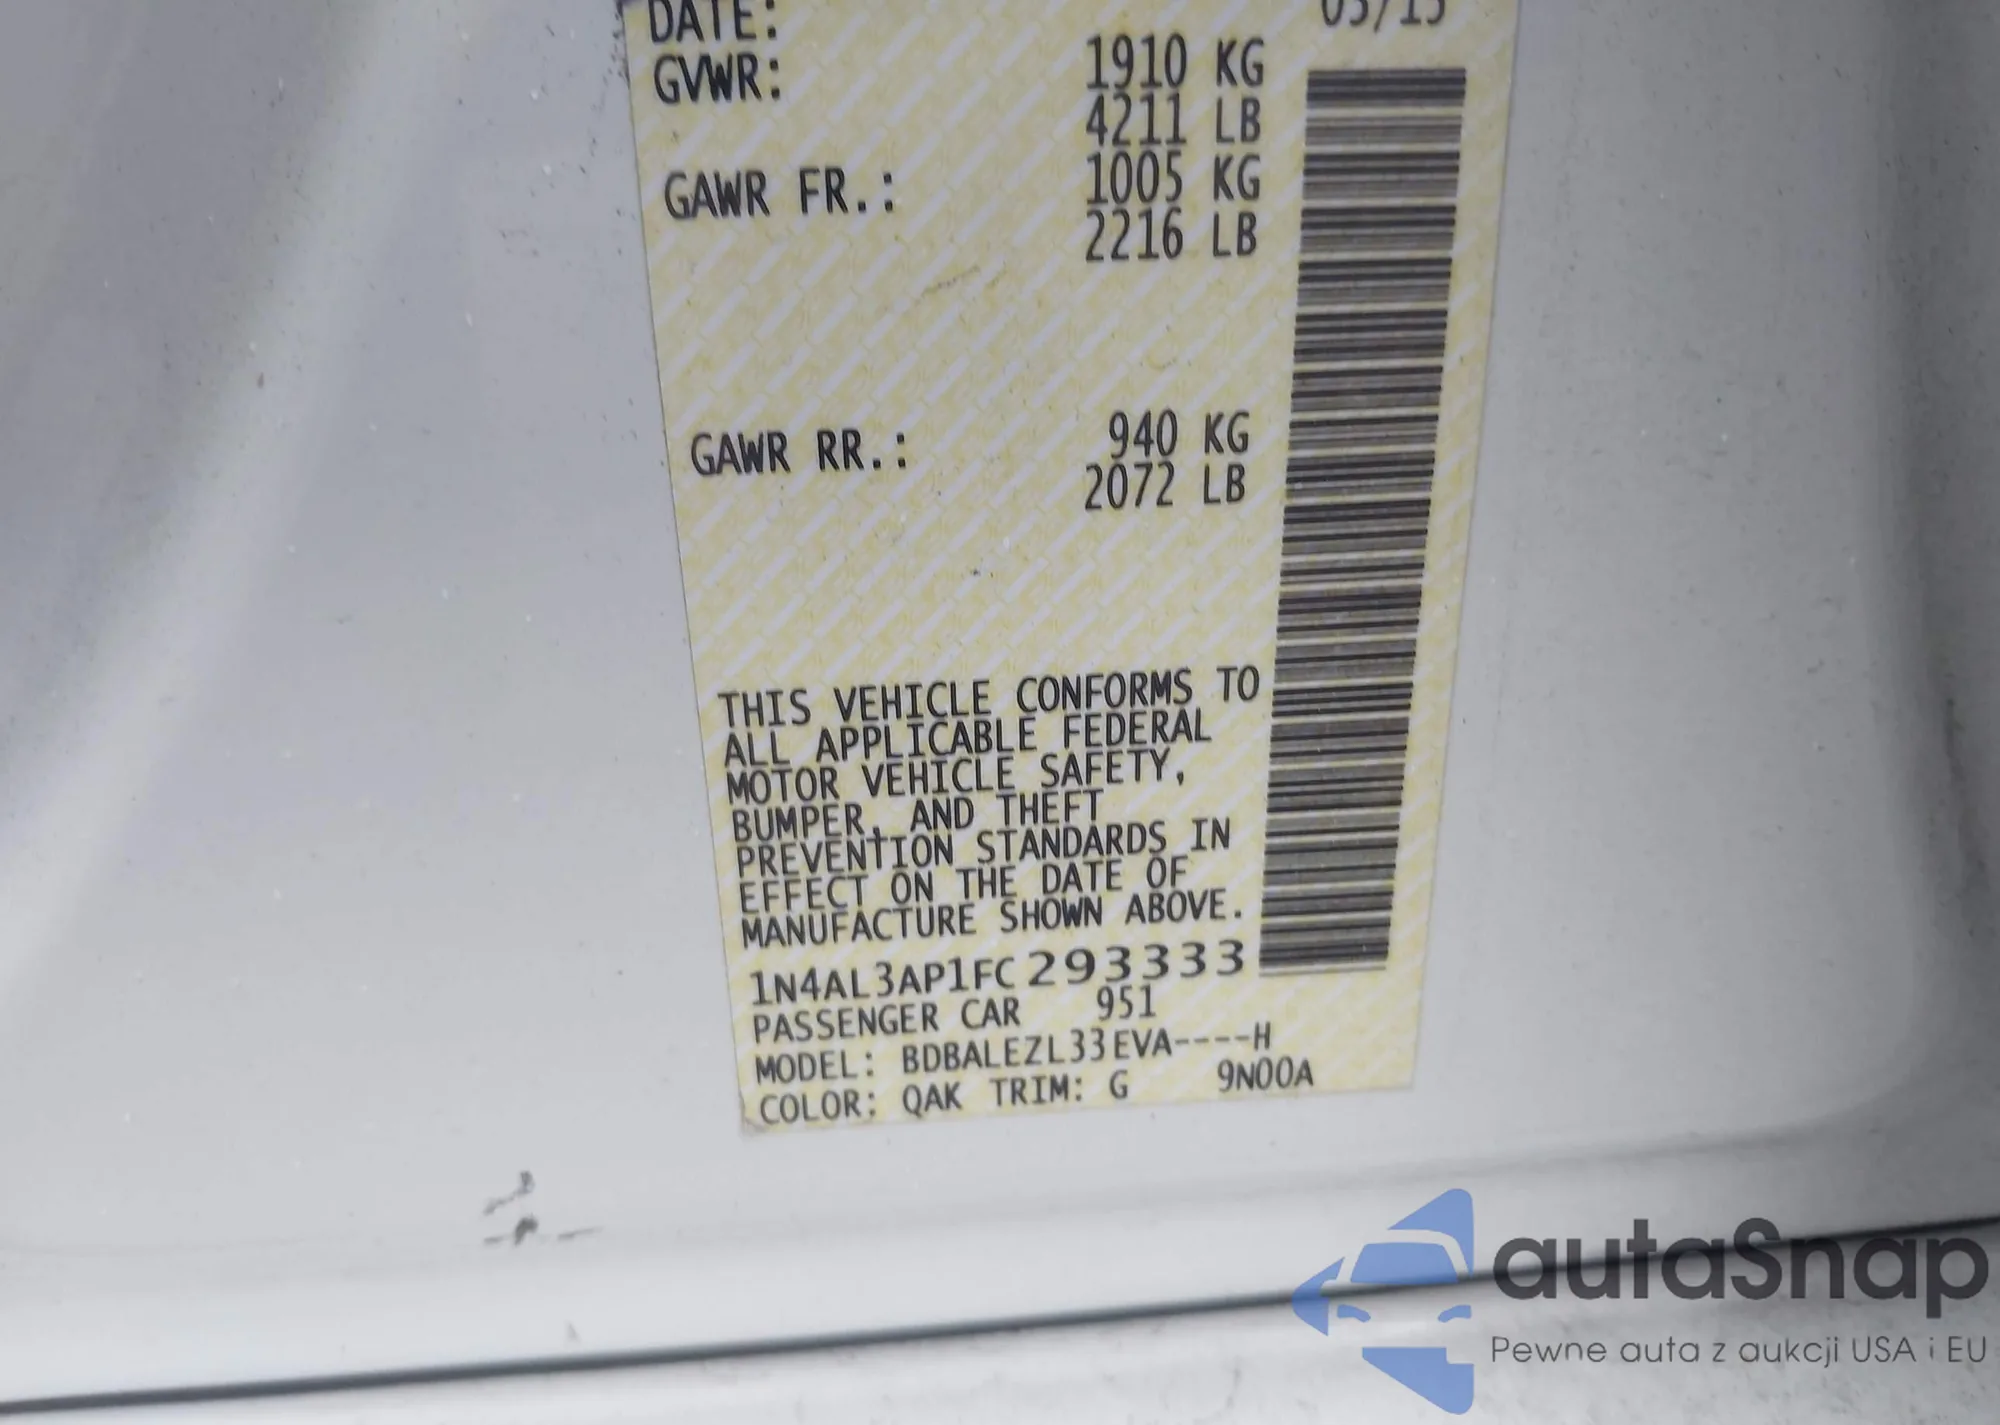 DATE: 03/15
GVWR: 1910 KG
4211 LB
GAWR FR.: 1005 KG
2216 LB
GAWR RR.: 940 KG
2072 LB
THIS VEHICLE CONFORMS TO
ALL APPLICABLE FEDERAL
MOTOR VEHICLE SAFETY,
BUMPER, AND THEFT
PREVENTION STANDARDS IN
EFFECT ON THE DATE OF
MANUFACTURE SHOWN ABOVE.
1N4AL3AP1FC293333
PASSENGER CAR 951
MODEL: BDBALEZL33EVA----H
COLOR: QAK TRIM: G 9N00A
autaSnap
Pewne auta z aukcji USA i EU